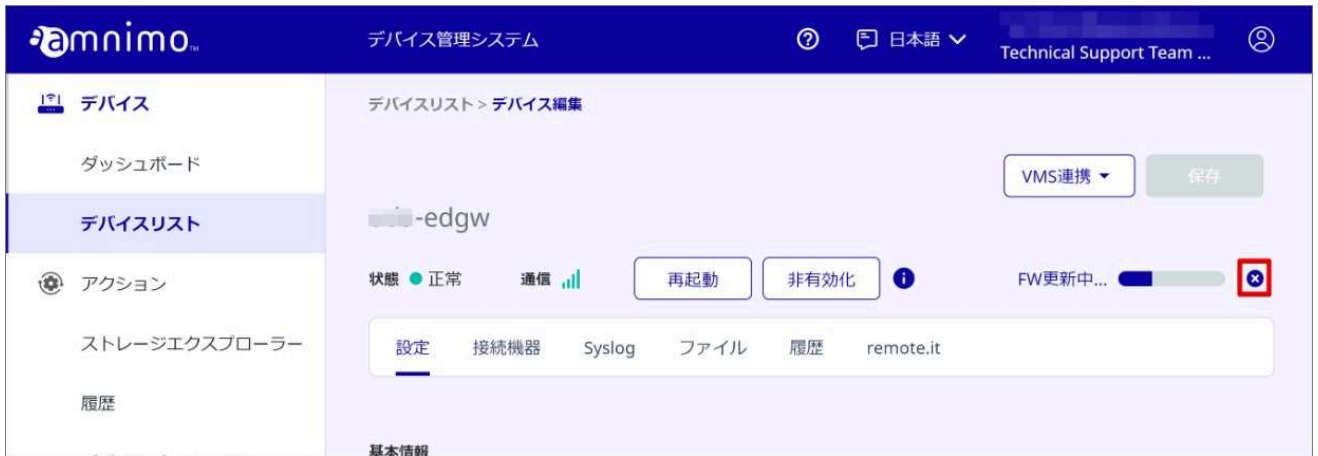 amnimo™
デバイス管理システム
日本語
Technical Support Team ...
デバイス
デバイスリスト > デバイス編集
ダッシュボード
VMS連携
保存
デバイスリスト
-edgw
アクション
状態 正常
通信
再起動
非有効化
FW更新中...
ストレージエクスプローラー
設定
接続機器
Syslog
ファイル
履歴
remote.it
履歴
基本情報